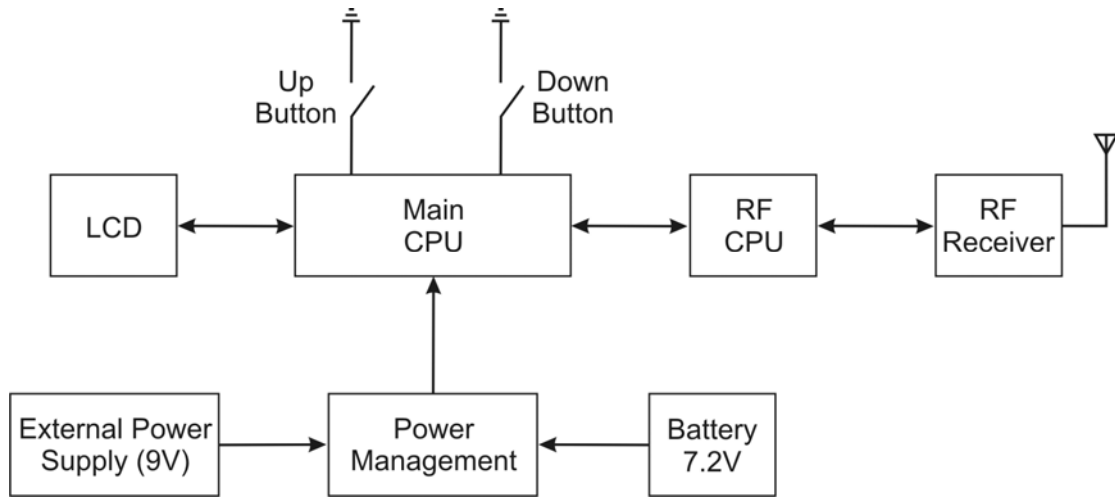 Up
Button
Down
Button
LCD
Main
CPU
RF
CPU
RF
Receiver
External Power
Supply (9V)
Power
Management
Battery
7.2V